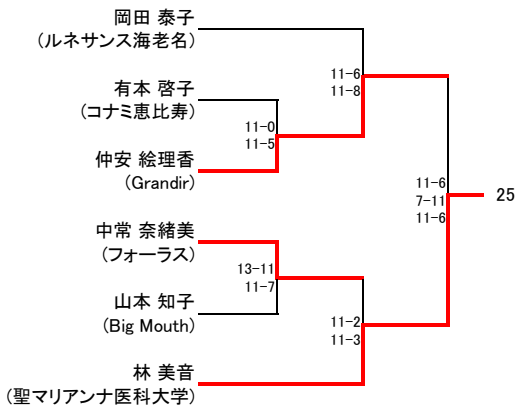 岡田 泰子
(ルネサンス海老名)
11-6
11-8
有本 啓子
(コナミ恵比寿)
11-0
11-5
仲安 絵理香
(Grandir)
11-6
7-11
11-6
25
中常 奈緒美
(フォーラス)
13-11
11-7
山本 知子
(Big Mouth)
11-2
11-3
林 美音
(聖マリアンナ医科大学)